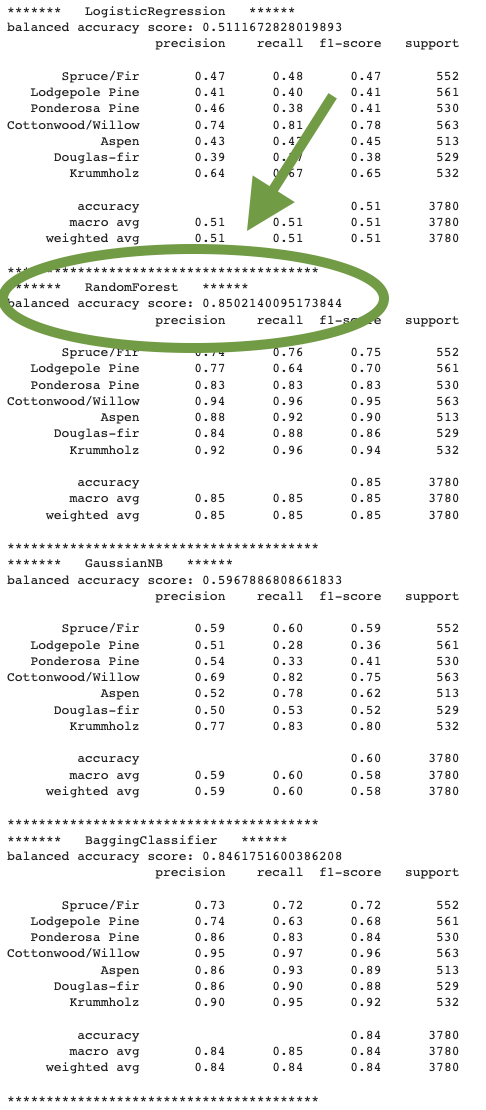 ******* LogisticRegression ******
balanced accuracy score: 0.5111672828019893
precision recall f1-score support
Spruce/Fir 0.47 0.48 0.47 552
Lodgepole Pine 0.41 0.40 0.41 561
Ponderosa Pine 0.46 0.38 0.41 530
Cottonwood/Willow 0.74 0.81 0.78 563
Aspen 0.43 0.45 513
Douglas-fir 0.39 0.38 529
Krummholz 0.64 0.67 0.65 532
accuracy 0.51 3780
macro avg 0.51 0.51 0.51 3780
weighted avg 0.51 0.51 0.51 3780
****************************************
******* RandomForest ******
balanced accuracy score: 0.8502140095173844
precision recall f1-score support
Spruce/Fir 0.74 0.76 0.75 552
Lodgepole Pine 0.77 0.64 0.70 561
Ponderosa Pine 0.83 0.83 0.83 530
Cottonwood/Willow 0.94 0.96 0.95 563
Aspen 0.88 0.92 0.90 513
Douglas-fir 0.84 0.88 0.86 529
Krummholz 0.92 0.96 0.94 532
accuracy 0.85 3780
macro avg 0.85 0.85 0.85 3780
weighted avg 0.85 0.85 0.85 3780
****************************************
******* GaussianNB ******
balanced accuracy score: 0.5967886808661833
precision recall f1-score support
Spruce/Fir 0.59 0.60 0.59 552
Lodgepole Pine 0.51 0.28 0.36 561
Ponderosa Pine 0.54 0.33 0.41 530
Cottonwood/Willow 0.69 0.82 0.75 563
Aspen 0.52 0.78 0.62 513
Douglas-fir 0.50 0.53 0.52 529
Krummholz 0.77 0.83 0.80 532
accuracy 0.60 3780
macro avg 0.59 0.60 0.58 3780
weighted avg 0.59 0.60 0.58 3780
****************************************
******* BaggingClassifier ******
balanced accuracy score: 0.8461751600386208
precision recall f1-score support
Spruce/Fir 0.73 0.72 0.72 552
Lodgepole Pine 0.74 0.63 0.68 561
Ponderosa Pine 0.86 0.83 0.84 530
Cottonwood/Willow 0.95 0.97 0.96 563
Aspen 0.86 0.93 0.89 513
Douglas-fir 0.86 0.90 0.88 529
Krummholz 0.90 0.95 0.92 532
accuracy 0.84 3780
macro avg 0.84 0.85 0.84 3780
weighted avg 0.84 0.84 0.84 3780
****************************************